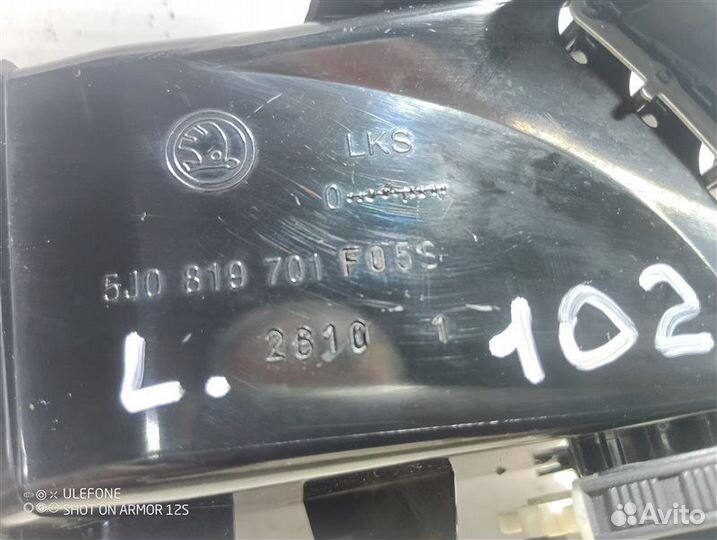 LKS
5J0 819 701 F05S
2610 1
L. 102
ULEFONE
SHOT ON ARMOR 12S
Avito